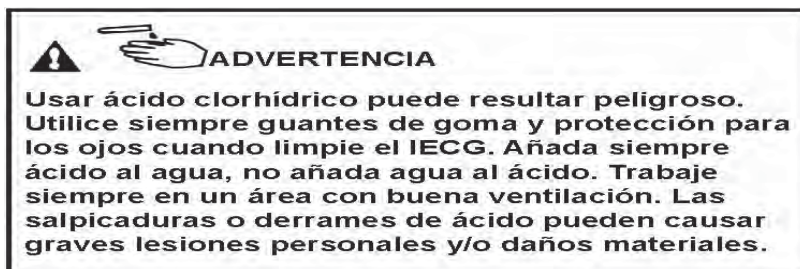 ADVERTENCIA
Usar ácido clorhídrico puede resultar peligroso.
Utilice siempre guantes de goma y protección para
los ojos cuando limpie el IECG. Añada siempre
ácido al agua, no añada agua al ácido. Trabaje
siempre en un área con buena ventilación. Las
salpicaduras o derrames de ácido pueden causar
graves lesiones personales y/o daños materiales.